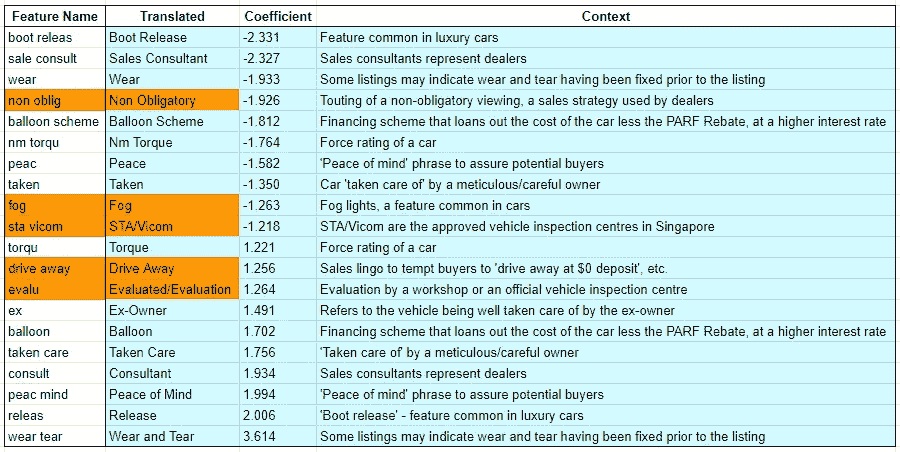 Feature Name Translated Coefficient Context
boot releas Boot Release -2.331 Feature common in luxury cars
sale consult Sales Consultant -2.327 Sales consultants represent dealers
wear Wear -1.933 Some listings may indicate wear and tear having been fixed prior to the listing
non oblig Non Obligatory -1.926 Touting of a non-obligatory viewing, a sales strategy used by dealers
balloon scheme Balloon Scheme -1.812 Financing scheme that loans out the cost of the car less the PARF Rebate, at a higher interest rate
nm torqu Nm Torque -1.764 Force rating of a car
peac Peace -1.582 'Peace of mind' phrase to assure potential buyers
taken Taken -1.350 Car 'taken care of' by a meticulous/careful owner
fog Fog -1.263 Fog lights, a feature common in cars
sta vicom STA/Vicom -1.218 STA/Vicom are the approved vehicle inspection centres in Singapore
torqu Torque 1.221 Force rating of a car
drive away Drive Away 1.256 Sales lingo to tempt buyers to 'drive away at $0 deposit', etc.
evalu Evaluated/Evaluation 1.264 Evaluation by a workshop or an official vehicle inspection centre
ex Ex-Owner 1.491 Refers to the vehicle being well taken care of by the ex-owner
balloon Balloon 1.702 Financing scheme that loans out the cost of the car less the PARF Rebate, at a higher interest rate
taken care Taken Care 1.756 'Taken care of' by a meticulous/careful owner
consult Consultant 1.934 Sales consultants represent dealers
peac mind Peace of Mind 1.994 'Peace of mind' phrase to assure potential buyers
releas Release 2.006 'Boot release' - feature common in luxury cars
wear tear Wear and Tear 3.614 Some listings may indicate wear and tear having been fixed prior to the listing